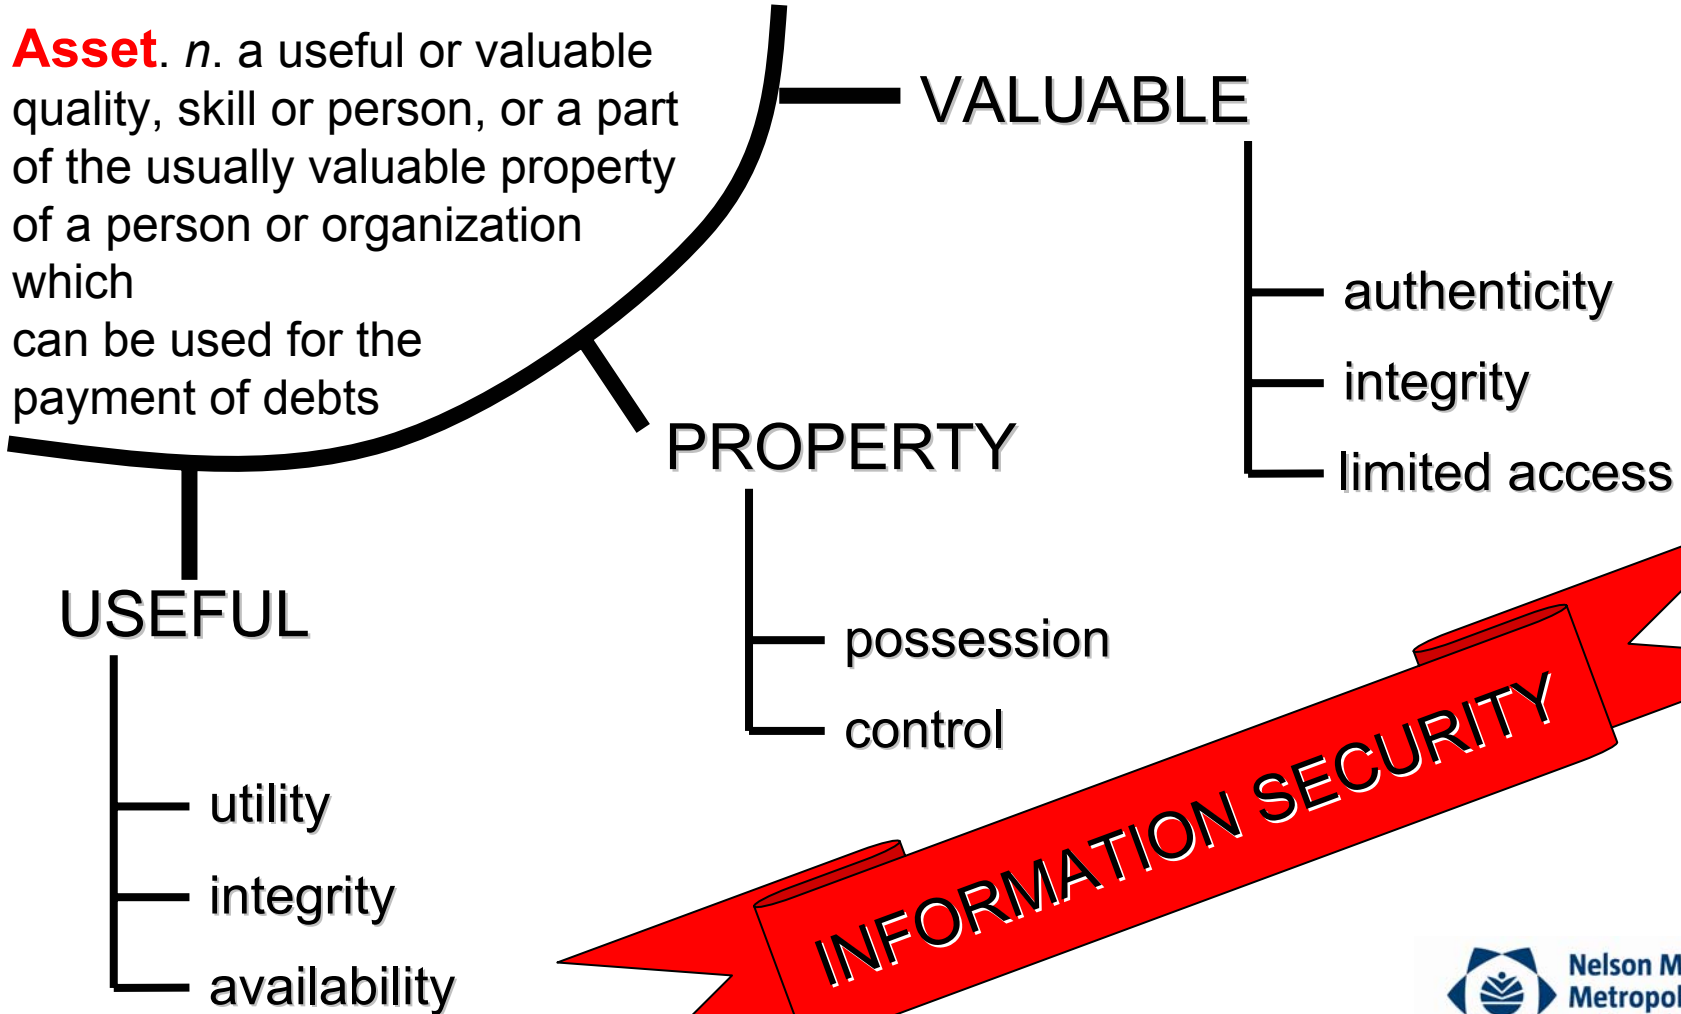 Asset. n. a useful or valuable
quality, skill or person, or a part
of the usually valuable property
of a person or organization
which
can be used for the
payment of debts
VALUABLE
authenticity
integrity
limited access
PROPERTY
possession
control
USEFUL
utility
integrity
availability
INFORMATION SECURITY
Nelson M
Metropol